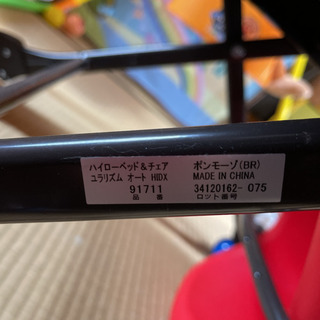 ハイローベッド&チェア
ユラリズム オート HIDX
91711
品番
ボンモーゾ(BR)
MADE IN CHINA
34120162- 075
ロット番号